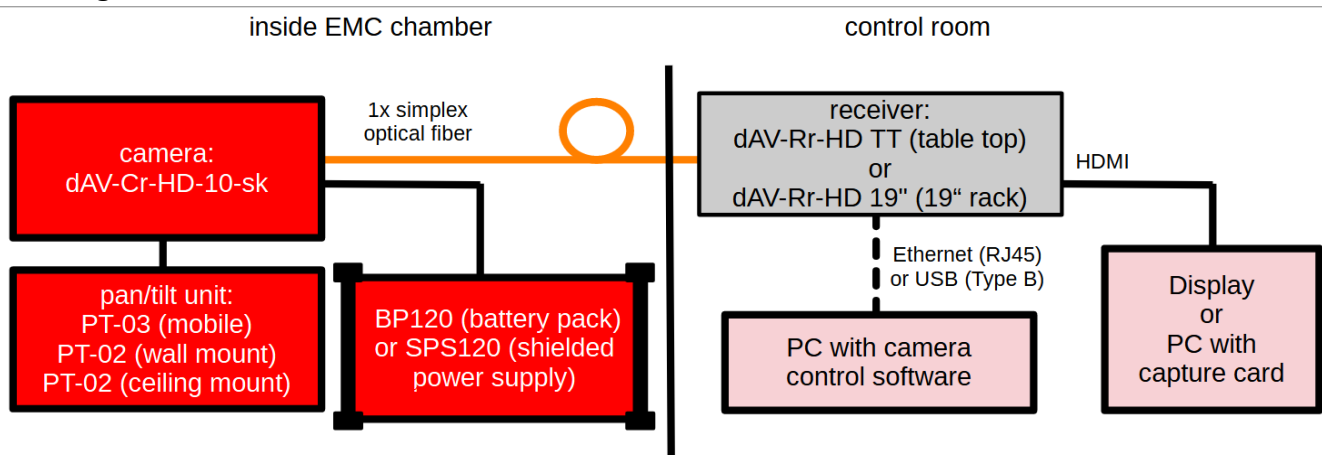 inside EMC chamber
control room
1x simplex
optical fiber
camera:
dAV-Cr-HD-10-sk
receiver:
dAV-Rr-HD TT (table top)
or
dAV-Rr-HD 19" (19“ rack)
HDMI
pan/tilt unit:
PT-03 (mobile)
PT-02 (wall mount)
PT-02 (ceiling mount)
BP120 (battery pack)
or SPS120 (shielded
power supply)
Ethernet (RJ45)
or USB (Type B)
PC with camera
control software
Display
or
PC with
capture card